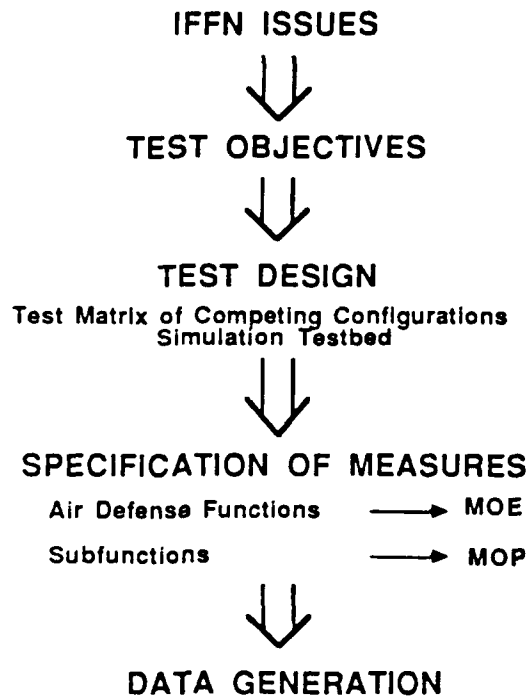 IFFN ISSUES
TEST OBJECTIVES
TEST DESIGN
Test Matrix of Competing Configurations
Simulation Testbed
SPECIFICATION OF MEASURES
Air Defense Functions MOE
Subfunctions MOP
DATA GENERATION